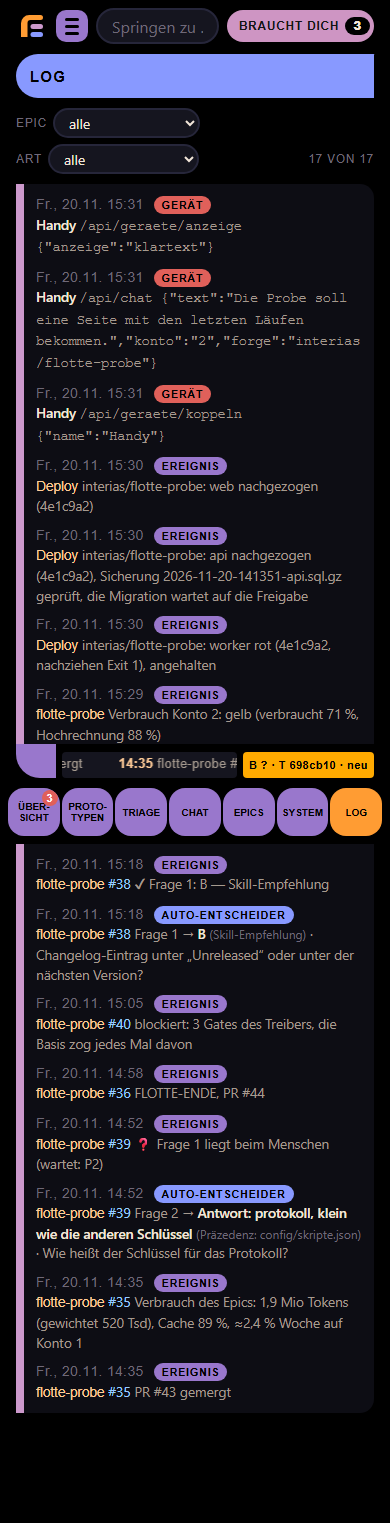 Springen zu .
BRAUCHT DICH 3
LOG
EPIC alle
ART alle 17 VON 17
Fr., 20.11. 15:31 GERÄT
Handy /api/geraete/anzeige
{"anzeige":"klartext"}
Fr., 20.11. 15:31 GERÄT
Handy /api/chat {"text":"Die Probe soll
eine Seite mit den letzten Läufen
bekommen.","konto":"2","forge":"interias
/flotte-probe"}
Fr., 20.11. 15:31 GERÄT
Handy /api/geraete/koppeln
{"name":"Handy"}
Fr., 20.11. 15:30 EREIGNIS
Deploy interias/flotte-probe: web nachgezogen
(4e1c9a2)
Fr., 20.11. 15:30 EREIGNIS
Deploy interias/flotte-probe: api nachgezogen
(4e1c9a2), Sicherung 2026-11-20-141351-api.sql.gz
geprüft, die Migration wartet auf die Freigabe
Fr., 20.11. 15:30 EREIGNIS
Deploy interias/flotte-probe: worker rot (4e1c9a2,
nachziehen Exit 1), angehalten
Fr., 20.11. 15:29 EREIGNIS
flotte-probe Verbrauch Konto 2: gelb (verbraucht 71 %,
Hochrechnung 88 %)
ergt 14:35 flotte-probe # B ? · T 698cb10 · neu
ÜBER-
SICHT 3
PROTO-
TYPEN
TRIAGE
CHAT
EPICS
SYSTEM
LOG
Fr., 20.11. 15:18 EREIGNIS
flotte-probe #38 ✓ Frage 1: B — Skill-Empfehlung
Fr., 20.11. 15:18 AUTO-ENTSCHEIDER
flotte-probe #38 Frage 1 → B (Skill-Empfehlung) ·
Changelog-Eintrag unter „Unreleased“ oder unter der
nächsten Version?
Fr., 20.11. 15:05 EREIGNIS
flotte-probe #40 blockiert: 3 Gates des Treibers, die
Basis zog jedes Mal davon
Fr., 20.11. 14:58 EREIGNIS
flotte-probe #36 FLOTTE-ENDE, PR #44
Fr., 20.11. 14:52 EREIGNIS
flotte-probe #39 ❓ Frage 1 liegt beim Menschen
(wartet: P2)
Fr., 20.11. 14:52 AUTO-ENTSCHEIDER
flotte-probe #39 Frage 2 → Antwort: protokoll, klein
wie die anderen Schlüssel (Präzedenz: config/skripte.json)
· Wie heißt der Schlüssel für das Protokoll?
Fr., 20.11. 14:35 EREIGNIS
flotte-probe #35 Verbrauch des Epics: 1,9 Mio Tokens
(gewichtet 520 Tsd), Cache 89 %, ≈2,4 % Woche auf
Konto 1
Fr., 20.11. 14:35 EREIGNIS
flotte-probe #35 PR #43 gemergt